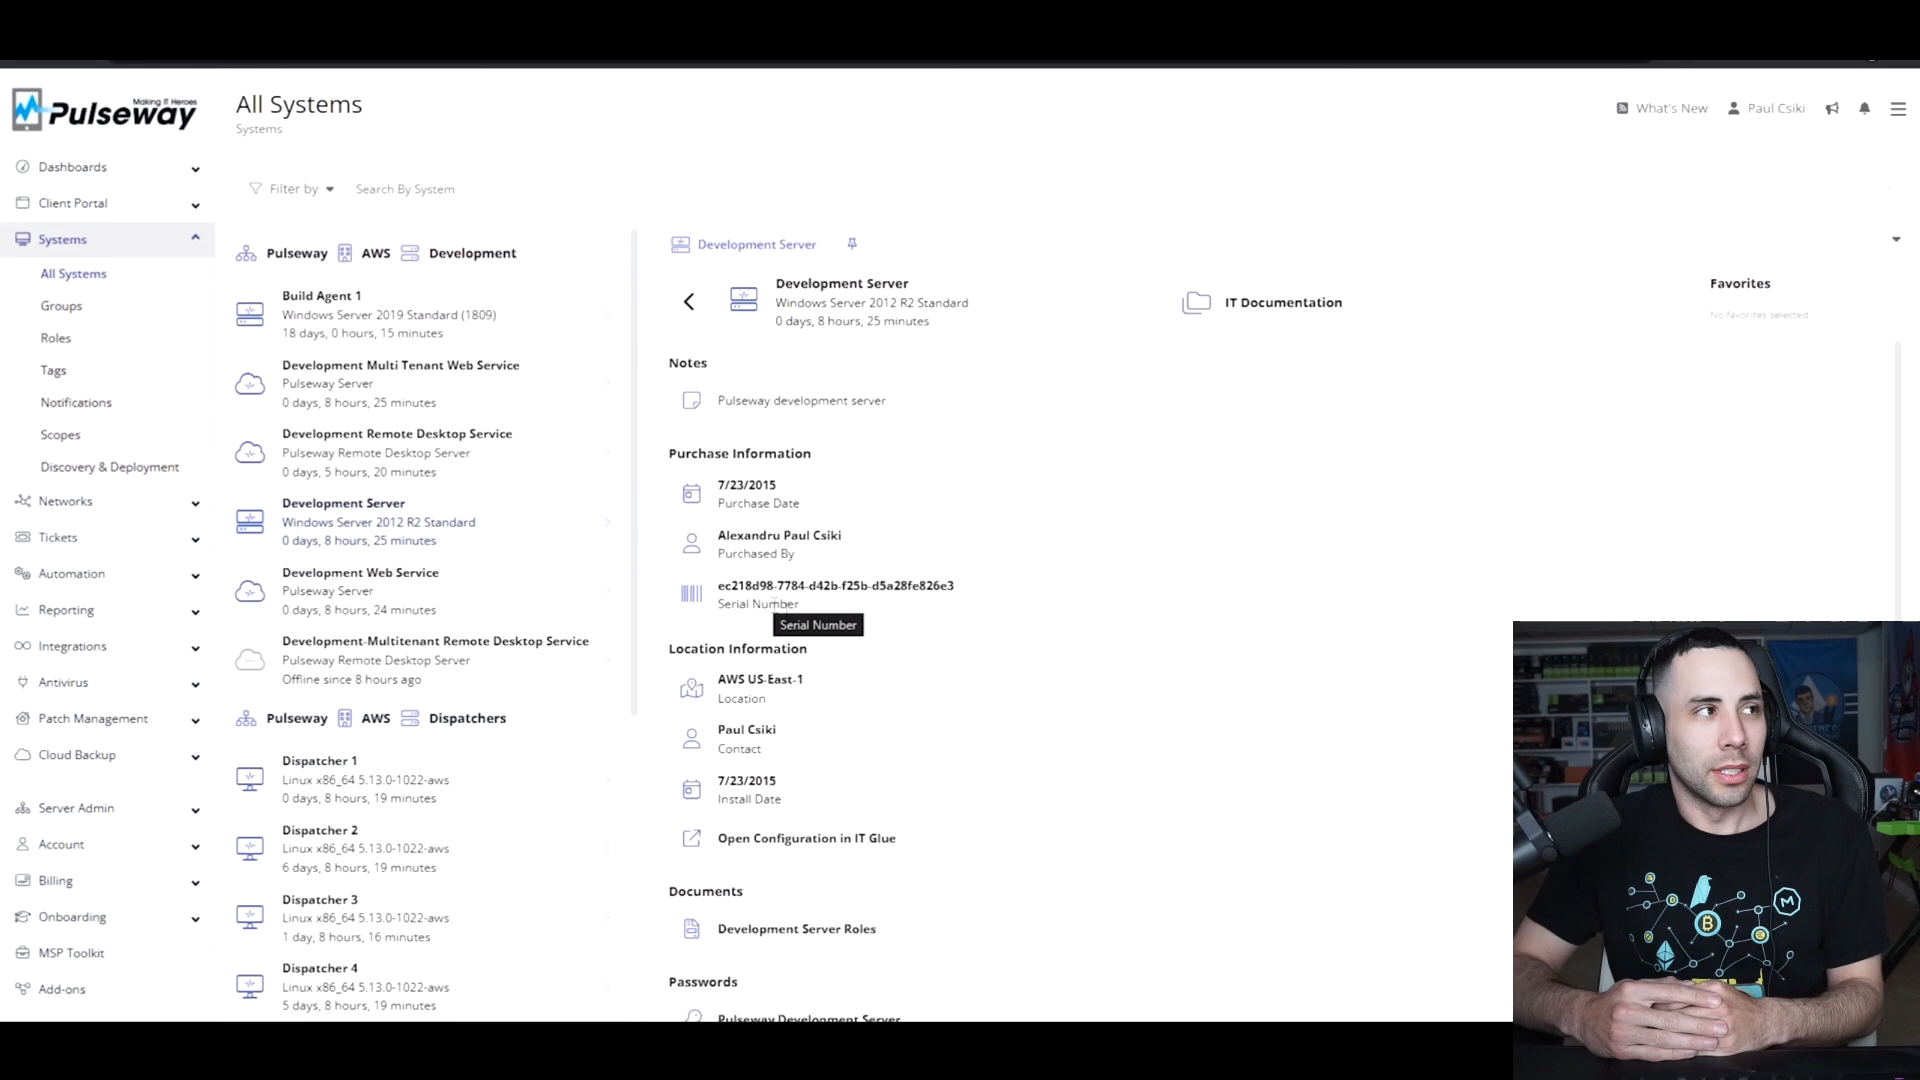 Making IT Heroes
Pulseway
All Systems
Systems
What's New
Paul Csiki
Dashboards
Client Portal
Systems
All Systems
Groups
Roles
Tags
Notifications
Scopes
Discovery & Deployment
Networks
Tickets
Automation
Reporting
Integrations
Antivirus
Patch Management
Cloud Backup
Server Admin
Account
Billing
Onboarding
MSP Toolkit
Add-ons
Filter by
Search By System
Pulseway AWS Development
Build Agent 1
Windows Server 2019 Standard (1809)
18 days, 0 hours, 15 minutes
Development Multi Tenant Web Service
Pulseway Server
0 days, 8 hours, 25 minutes
Development Remote Desktop Service
Pulseway Remote Desktop Server
0 days, 5 hours, 20 minutes
Development Server
Windows Server 2012 R2 Standard
0 days, 8 hours, 25 minutes
Development Web Service
Pulseway Server
0 days, 8 hours, 24 minutes
Development-Multitenant Remote Desktop Service
Pulseway Remote Desktop Server
Offline since 8 hours ago
Pulseway AWS Dispatchers
Dispatcher 1
Linux x86_64 5.13.0-1022-aws
0 days, 8 hours, 19 minutes
Dispatcher 2
Linux x86_64 5.13.0-1022-aws
6 days, 8 hours, 19 minutes
Dispatcher 3
Linux x86_64 5.13.0-1022-aws
1 day, 8 hours, 16 minutes
Dispatcher 4
Linux x86_64 5.13.0-1022-aws
5 days, 8 hours, 19 minutes
Development Server
Development Server
Windows Server 2012 R2 Standard
0 days, 8 hours, 25 minutes
IT Documentation
Favorites
No favorites selected
Notes
Pulseway development server
Purchase Information
7/23/2015
Purchase Date
Alexandru Paul Csiki
Purchased By
ec218d98-7784-d42b-f25b-d5a28fe826e3
Serial Number
Serial Number
Location Information
AWS US-East-1
Location
Paul Csiki
Contact
7/23/2015
Install Date
Open Configuration in IT Glue
Documents
Development Server Roles
Passwords
Pulseway Development Server